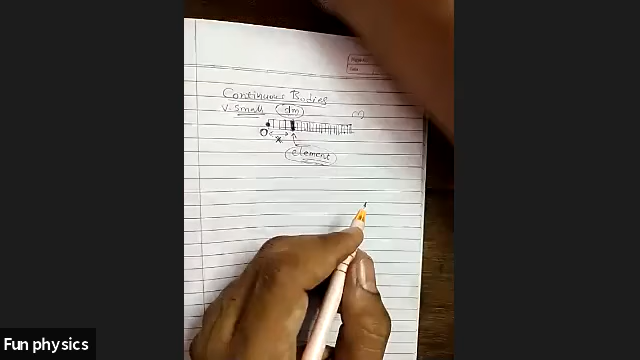 Continuous Bodies
V. small dm
O x
element
Fun physics